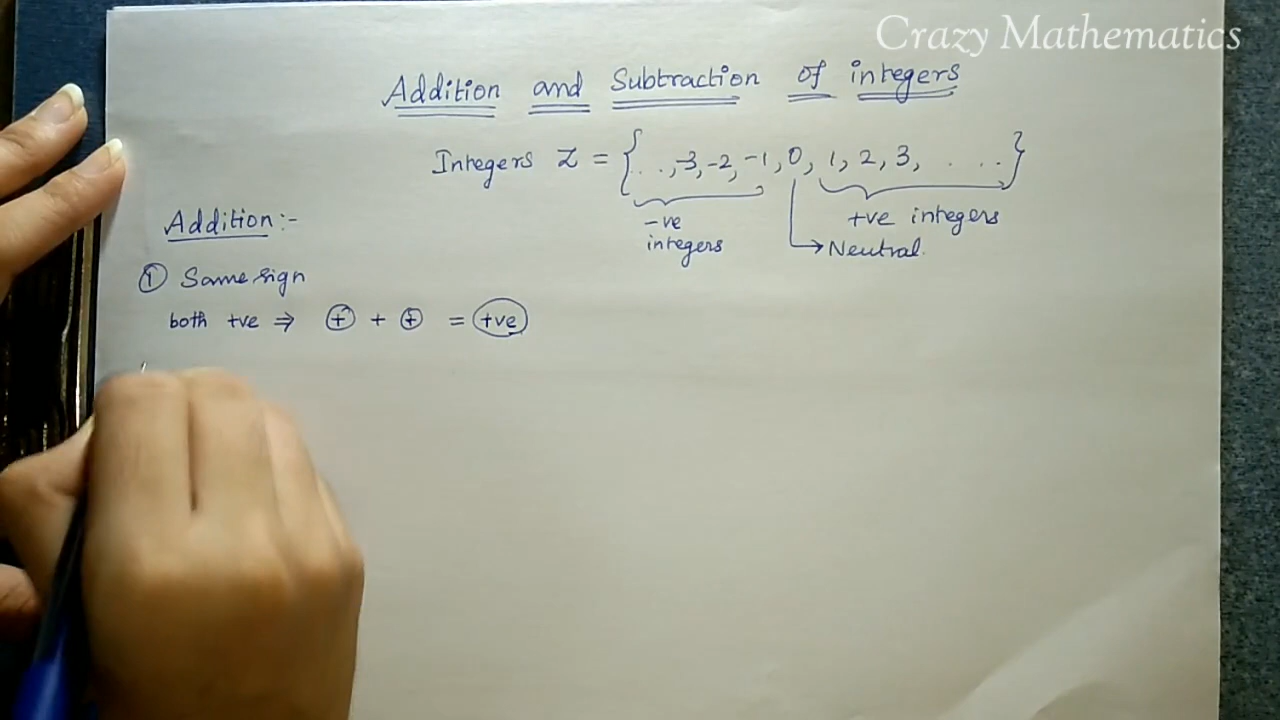 Crazy Mathematics
Addition and Subtraction of integers
Integers Z = {. . ., -3, -2, -1, 0, 1, 2, 3, . . . .}
-ve integers
+ve integers
Neutral.
Addition :-
① Same sign
both +ve ⇒ ⊕ + ⊕ = +ve